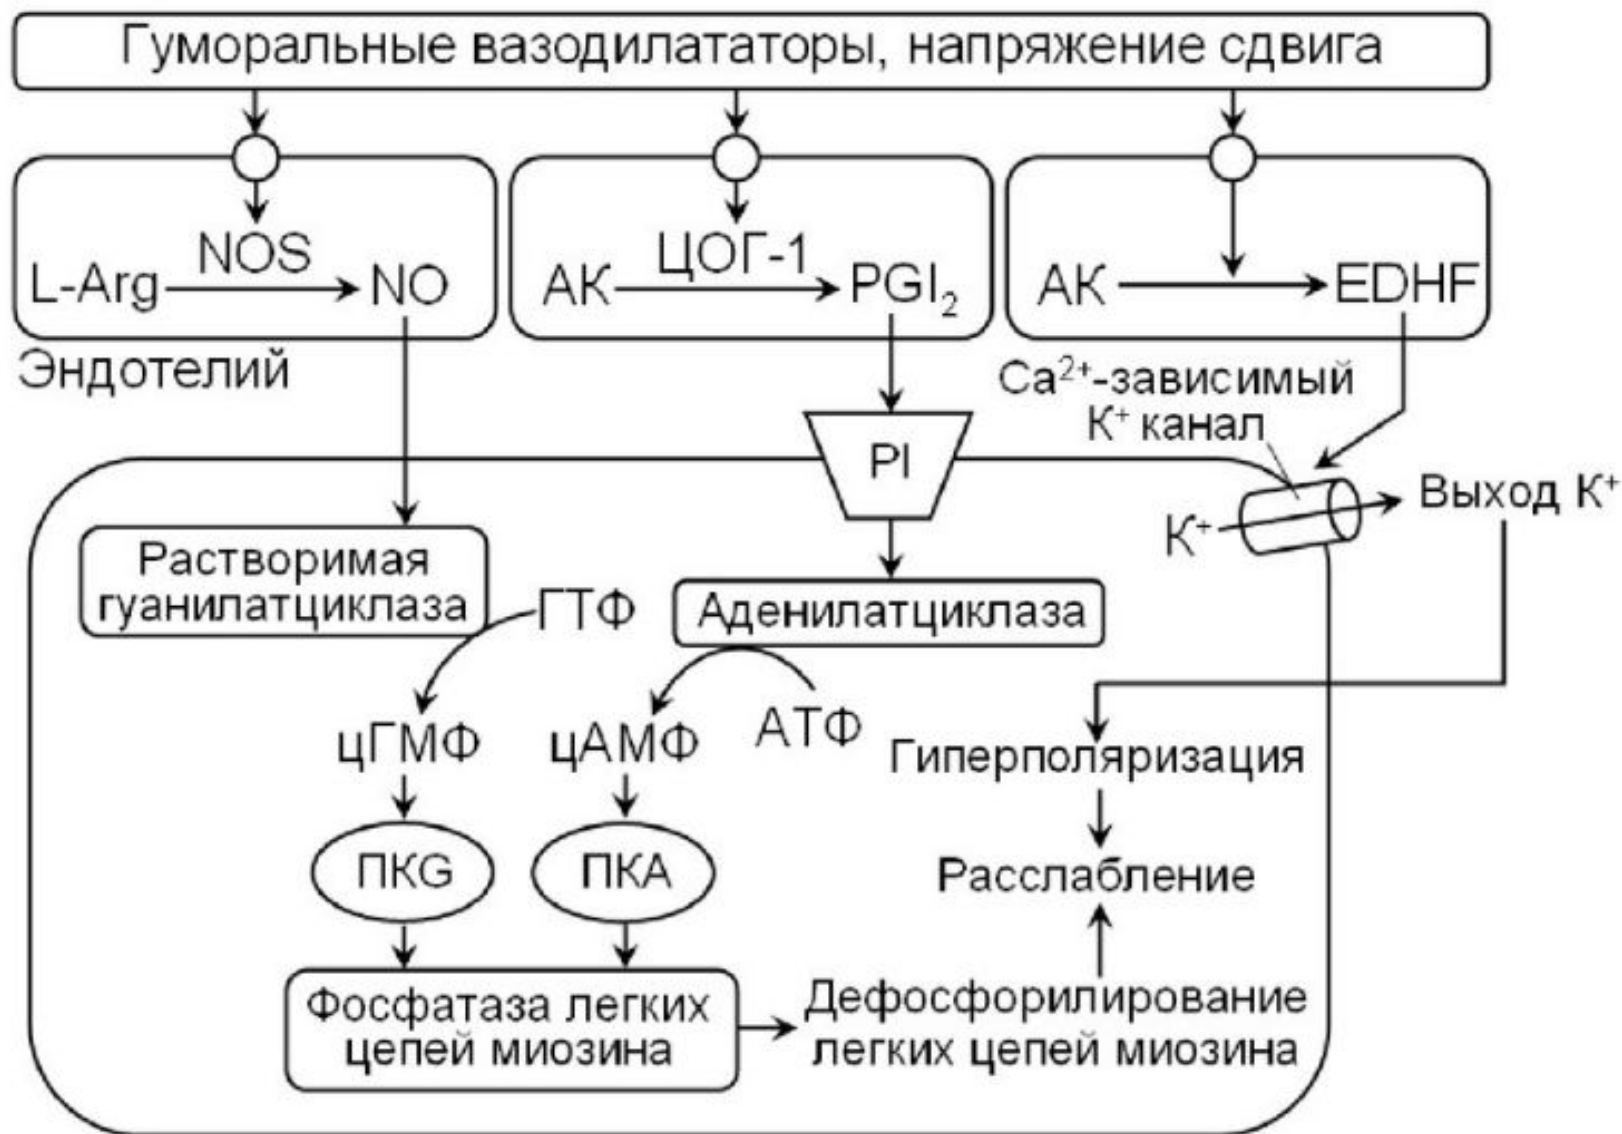 Гуморальные вазодилататоры, напряжение сдвига
NOS
L-Arg
NO
ЦОГ-1
АК
PGI₂
АК
EDHF
Эндотелий
Ca²⁺-зависимый
К⁺ канал
PI
К⁺
Выход К⁺
Растворимая
гуанилатциклаза
ГТФ
Аденилатциклаза
цГМФ
цАМФ
АТФ
Гиперполяризация
ПКG
ПКА
Расслабление
Фосфатаза легких
цепей миозина
Дефосфорилирование
легких цепей миозина